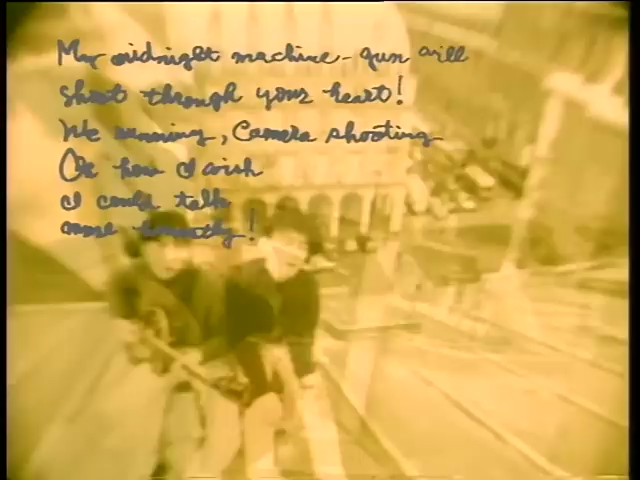 My midnight machine-gun will
shoot through your heart!
We running, Camera shooting
Oh how I wish
I could talk
more honestly!